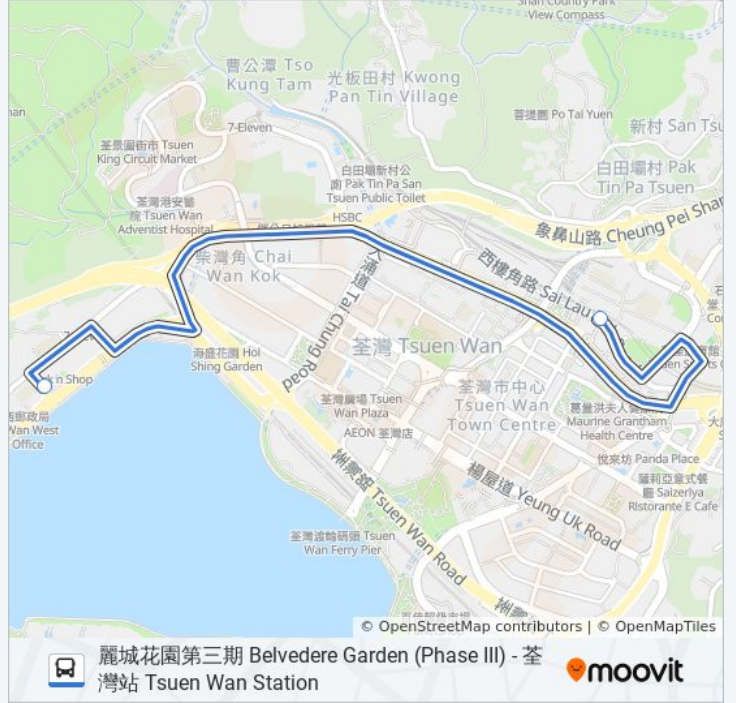 Shan Country Park
View Compass
曹公潭 Tso
Kung Tam
光板田村 Kwong
Pan Tin Village
7-Eleven
菩提園 Po Tai Yuen
新村 San Tsu
荃景圍街市 Tsuen
King Circuit Market
白田壩新村公
廁 Pak Tin Pa San
Tsuen Public Toilet
白田壩村 Pak
Tin Pa Tsuen
荃灣港安醫
院 Tsuen Wan
Adventist Hospital
HSBC
象鼻山路 Cheung Pei Shan
柴灣角 Chai
Wan Kok
大涌道 Tai Chung Road
西樓角路 Sai Lau
荃灣 Tsuen Wan
海盛花園 Hoi
Shing Garden
n Shop
荃灣市中心
Tsuen Wan
Town Centre
荃灣廣場 Tsuen
Wan Plaza
葛量洪夫人
Maurine Grantham
Health Centre
AEON 荃灣店
Wan West
Office
悅來坊 Panda Place
薩莉亞意式餐
廳 Saizeriya
Ristorante E Cafe
楊屋道 Yeung Uk Road
Tsuen Wan Road
荃灣渡輪碼頭 Tsuen
Wan Ferry Pier
© OpenStreetMap contributors | © OpenMapTiles
麗城花園第三期 Belvedere Garden (Phase III) - 荃
灣站 Tsuen Wan Station
moovit